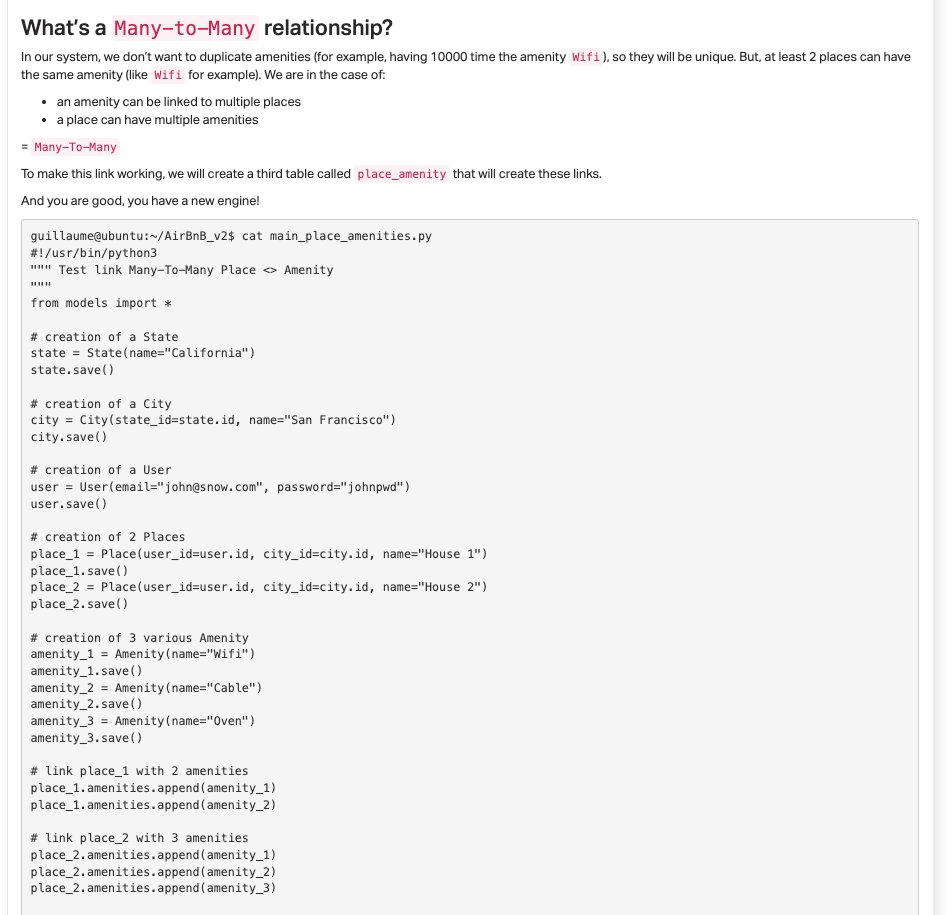 What's a Many-to-Many relationship?
In our system, we don't want to duplicate amenities (for example, having 10000 time the amenity Wifi), so they will be unique. But, at least 2 places can have
the same amenity (like Wifi for example). We are in the case of:
• an amenity can be linked to multiple places
• a place can have multiple amenities
= Many-To-Many
To make this link working, we will create a third table called place_amenity that will create these links.
And you are good, you have a new engine!
guillaume@ubuntu:~/AirBnB_v2$ cat main_place_amenities.py
#!/usr/bin/python3
""" Test link Many-To-Many Place <> Amenity
"""
from models import *
# creation of a State
state = State(name="California")
state.save()
# creation of a City
city = City(state_id=state.id, name="San Francisco")
city.save()
# creation of a User
user = User(email="john@snow.com", password="johnpwd")
user.save()
# creation of 2 Places
place_1 = Place(user_id=user.id, city_id=city.id, name="House 1")
place_1.save()
place_2 = Place(user_id=user.id, city_id=city.id, name="House 2")
place_2.save()
# creation of 3 various Amenity
amenity_1 = Amenity(name="Wifi")
amenity_1.save()
amenity_2 = Amenity(name="Cable")
amenity_2.save()
amenity_3 = Amenity(name="Oven")
amenity_3.save()
# link place_1 with 2 amenities
place_1.amenities.append(amenity_1)
place_1.amenities.append(amenity_2)
# link place_2 with 3 amenities
place_2.amenities.append(amenity_1)
place_2.amenities.append(amenity_2)
place_2.amenities.append(amenity_3)